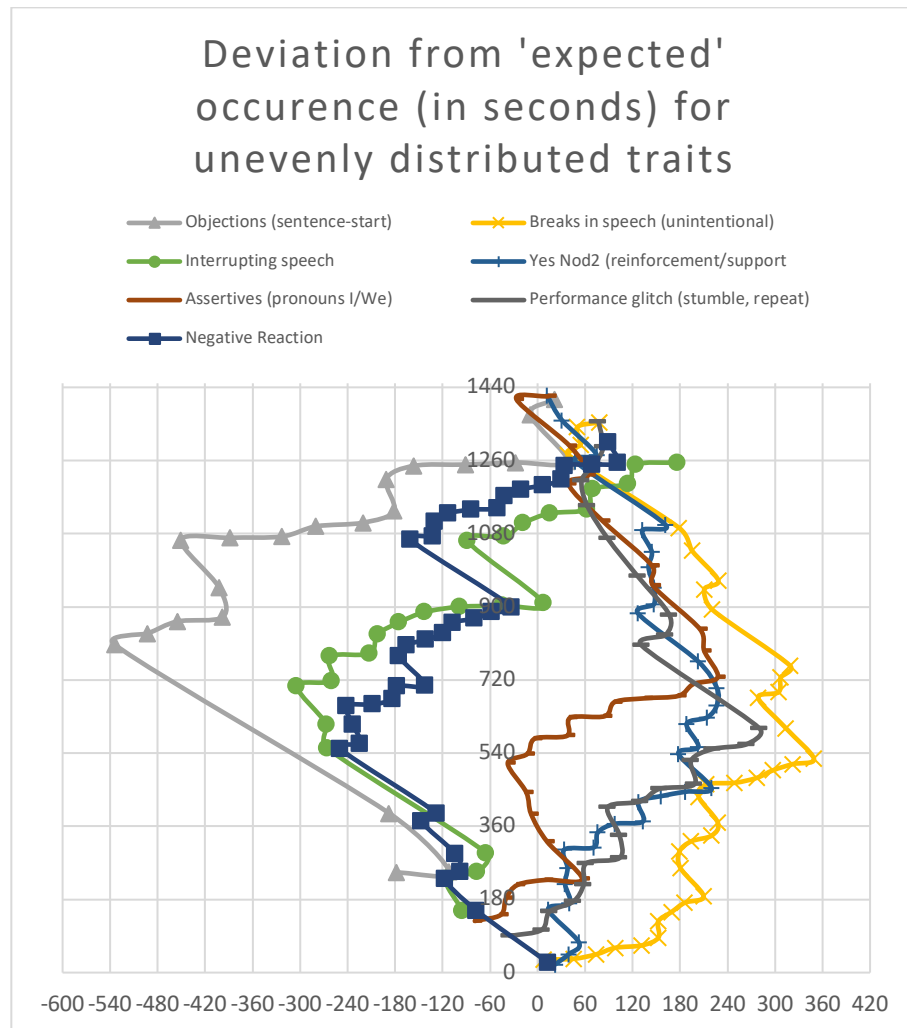 Deviation from 'expected'
occurence (in seconds) for
unevenly distributed traits
Objections (sentence-start)
Breaks in speech (unintentional)
Interrupting speech
Yes Nod2 (reinforcement/support
Assertives (pronouns I/We)
Performance glitch (stumble, repeat)
Negative Reaction
1440
1260
1080
900
720
540
360
180
0
-600 -540 -480 -420 -360 -300 -240 -180 -120 -60 0 60 120 180 240 300 360 420